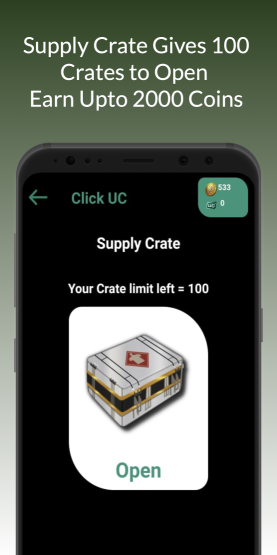 Supply Crate Gives 100
Crates to Open
Earn Upto 2000 Coins
Click UC
533
0
Supply Crate
Your Crate limit left = 100
Open